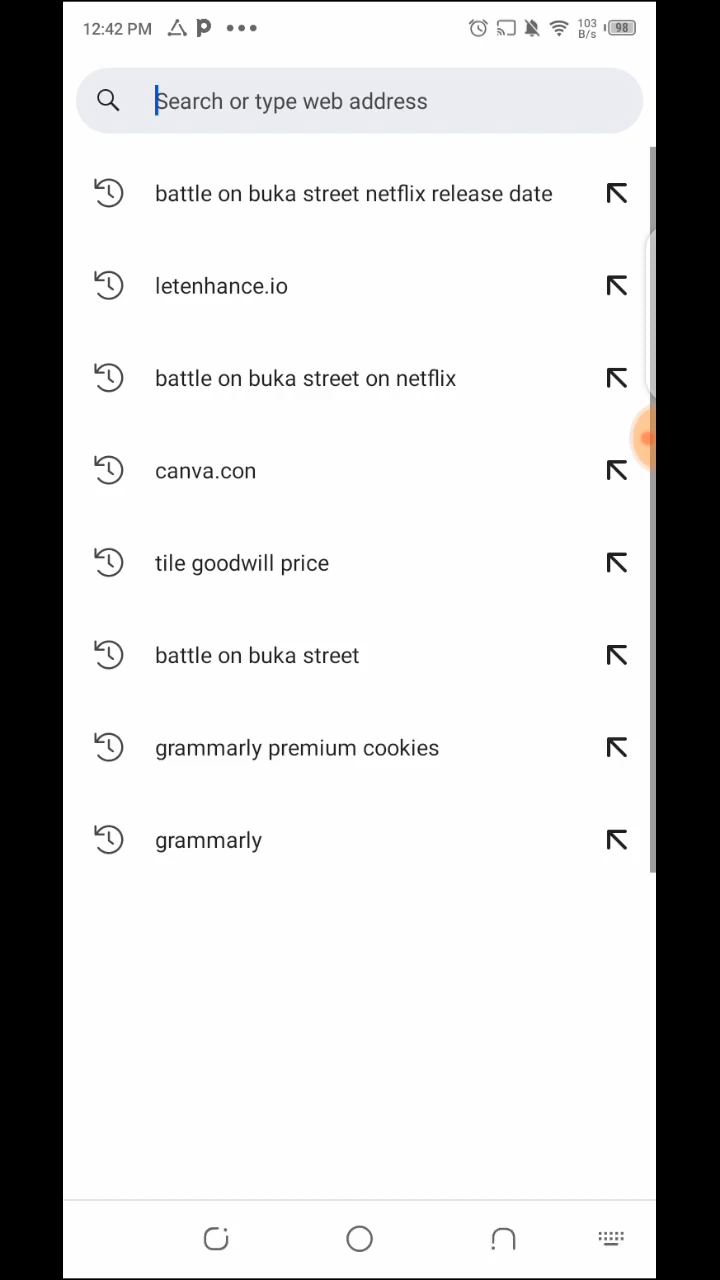 12:42 PM
103
B/s
98
Search or type web address
battle on buka street netflix release date
letenhance.io
battle on buka street on netflix
canva.con
tile goodwill price
battle on buka street
grammarly premium cookies
grammarly